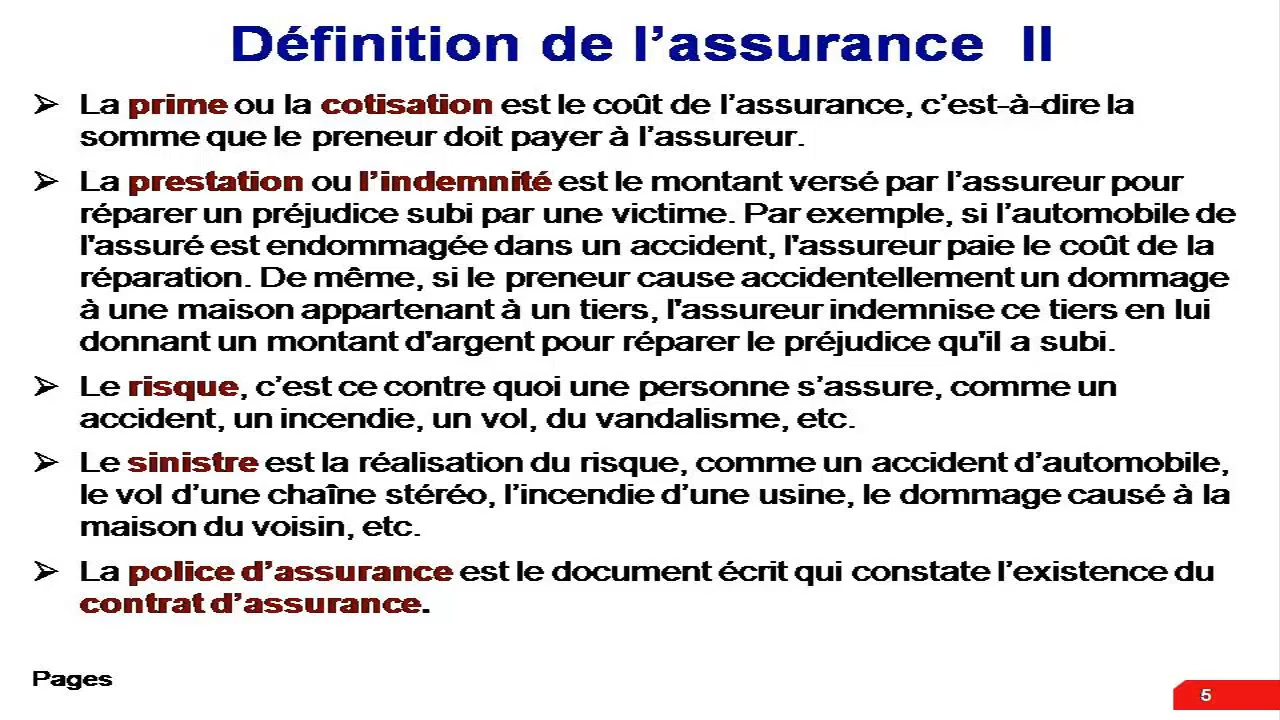 Définition de l’assurance II
➢ La prime ou la cotisation est le coût de l’assurance, c’est-à-dire la
somme que le preneur doit payer à l’assureur.
➢ La prestation ou l’indemnité est le montant versé par l’assureur pour
réparer un préjudice subi par une victime. Par exemple, si l’automobile de
l'assuré est endommagée dans un accident, l'assureur paie le coût de la
réparation. De même, si le preneur cause accidentellement un dommage
à une maison appartenant à un tiers, l'assureur indemnise ce tiers en lui
donnant un montant d'argent pour réparer le préjudice qu'il a subi.
➢ Le risque, c’est ce contre quoi une personne s’assure, comme un
accident, un incendie, un vol, du vandalisme, etc.
➢ Le sinistre est la réalisation du risque, comme un accident d’automobile,
le vol d’une chaîne stéréo, l’incendie d’une usine, le dommage causé à la
maison du voisin, etc.
➢ La police d’assurance est le document écrit qui constate l’existence du
contrat d’assurance.
Pages
5